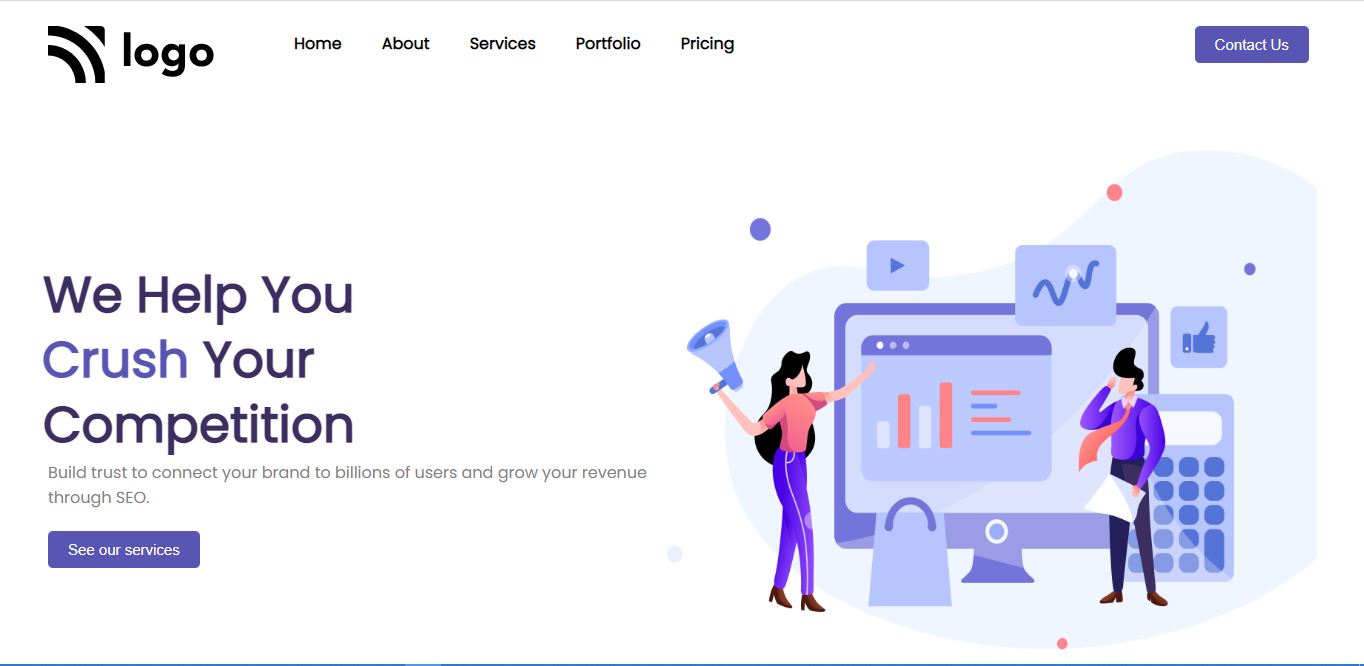 logo
Home
About
Services
Portfolio
Pricing
Contact Us
We Help You
Crush Your
Competition
Build trust to connect your brand to billions of users and grow your revenue
through SEO.
See our services